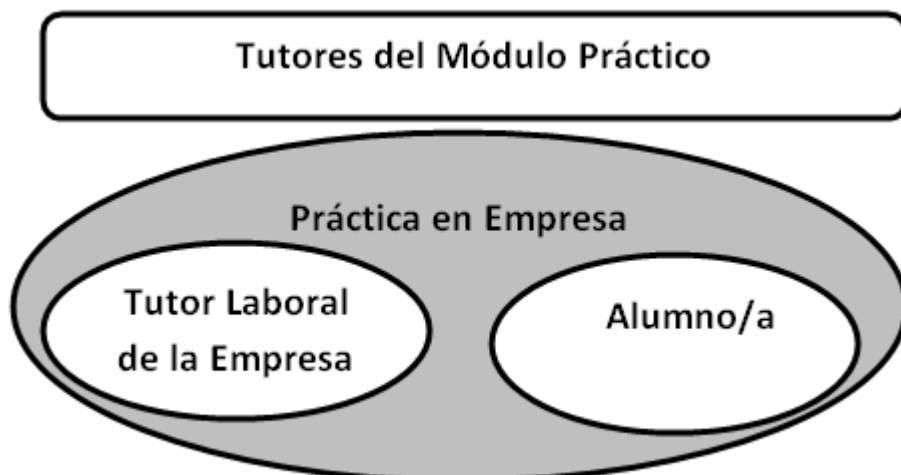 Tutores del Módulo Práctico
Práctica en Empresa
Tutor Laboral
de la Empresa
Alumno/a